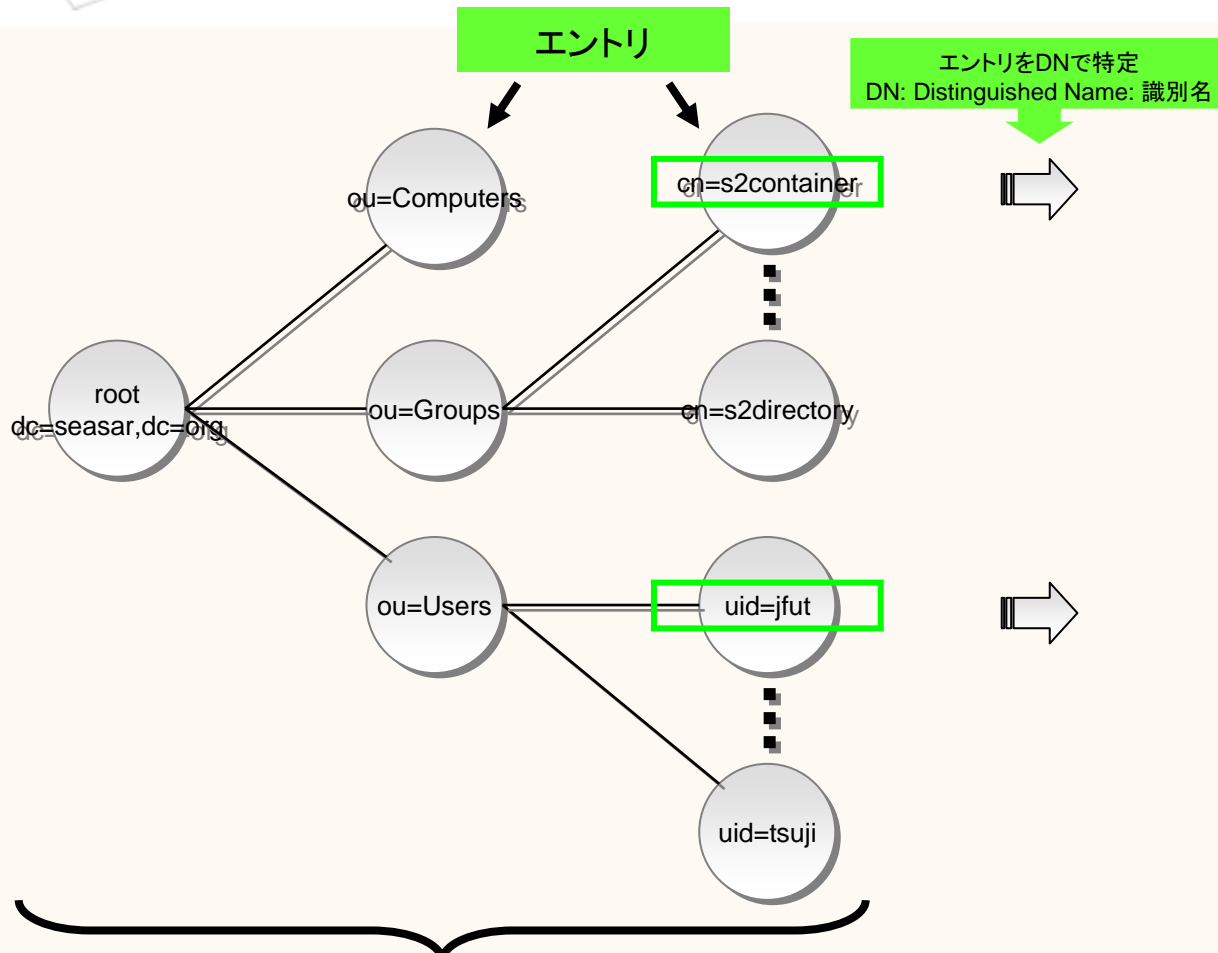 エントリ
エントリをDNで特定
DN: Distinguished Name: 識別名
ou=Computers
cn=s2container
root
dc=seasar,dc=org
ou=Groups
cn=s2directory
ou=Users
uid=jfut
uid=tsuji